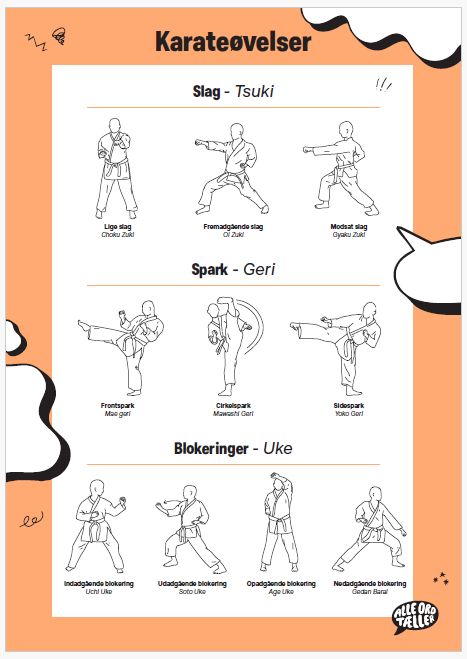 Karateøvelser
Slag - Tsuki
Lige slag
Choku Zuki
Fremadgående slag
Oi Zuki
Modsat slag
Gyaku Zuki
Spark - Geri
Frontspark
Mae geri
Cirkelspark
Mawashi Geri
Sidespark
Yoko Geri
Blokeringer - Uke
Indadgående blokering
Uchi Uke
Udadgående blokering
Soto Uke
Opadgående blokering
Age Uke
Nedadgående blokering
Gedan Barai
ALLE ORD
TÆLLER